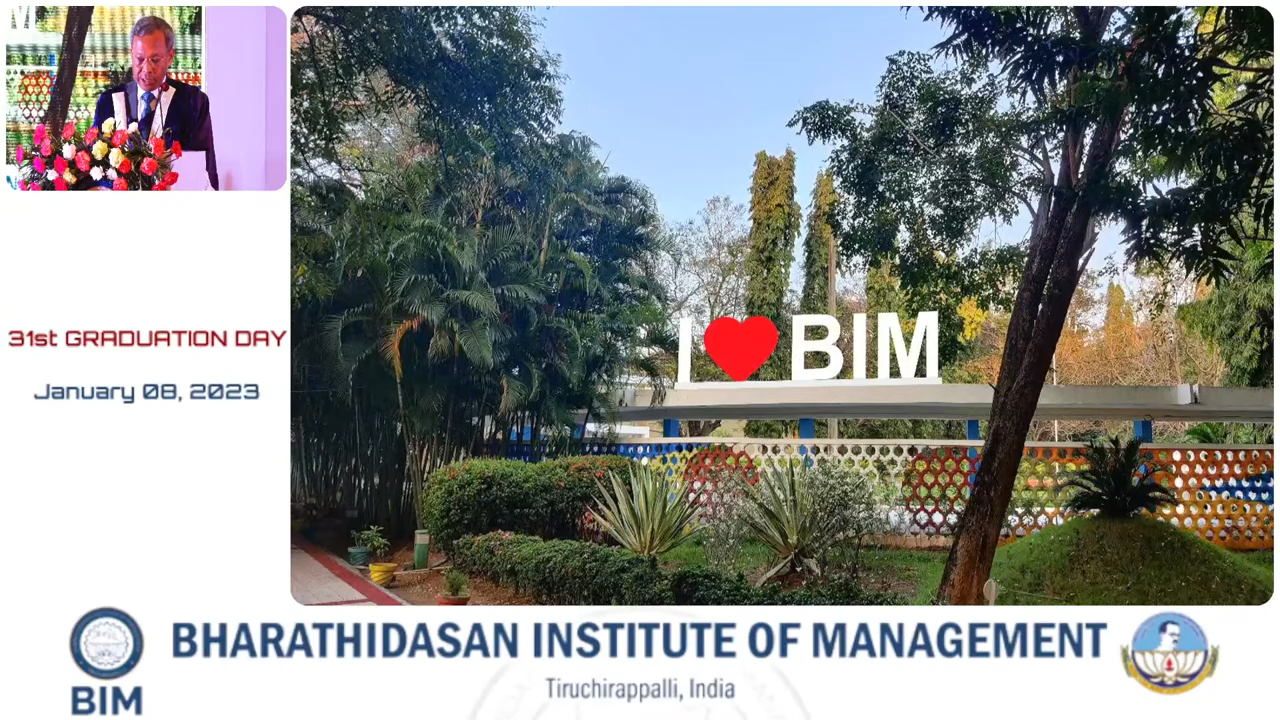 31st GRADUATION DAY
January 08, 2023
I ❤ BIM
BIM
BHARATHIDASAN INSTITUTE OF MANAGEMENT
Tiruchirappalli, India